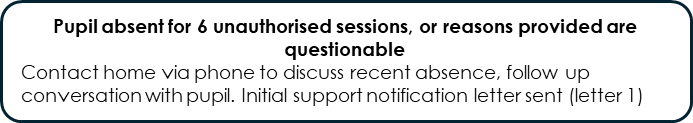 Pupil absent for 6 unauthorised sessions, or reasons provided are
questionable
Contact home via phone to discuss recent absence, follow up
conversation with pupil. Initial support notification letter sent (letter 1)